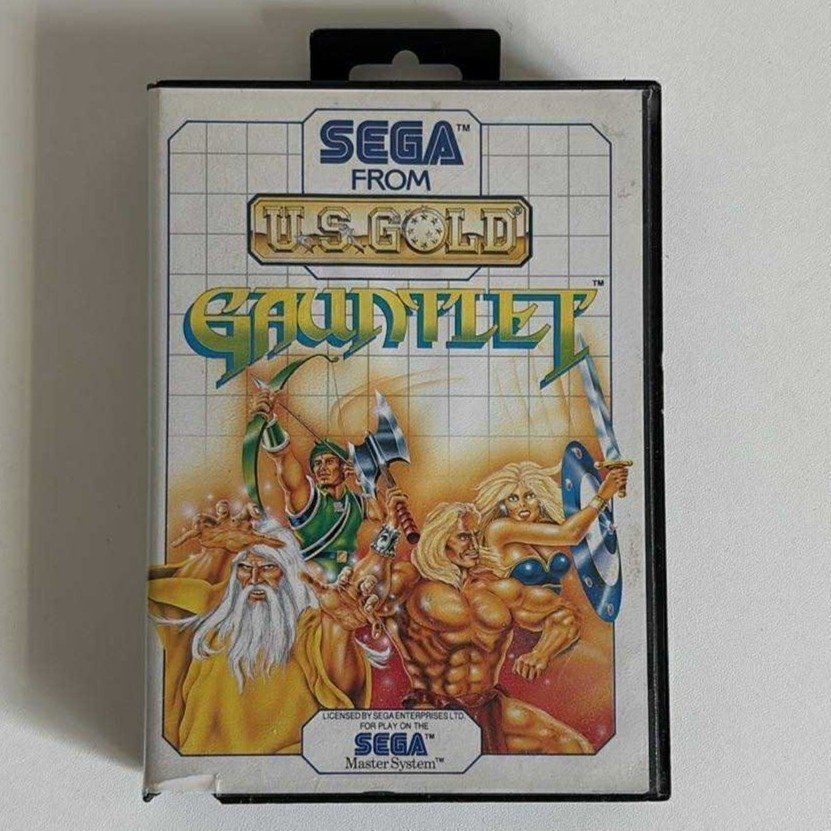 SEGA™
FROM
U.S. GOLD®
GAUNTLET™
LICENSED BY SEGA ENTERPRISES LTD.
FOR PLAY ON THE
SEGA™
Master System™